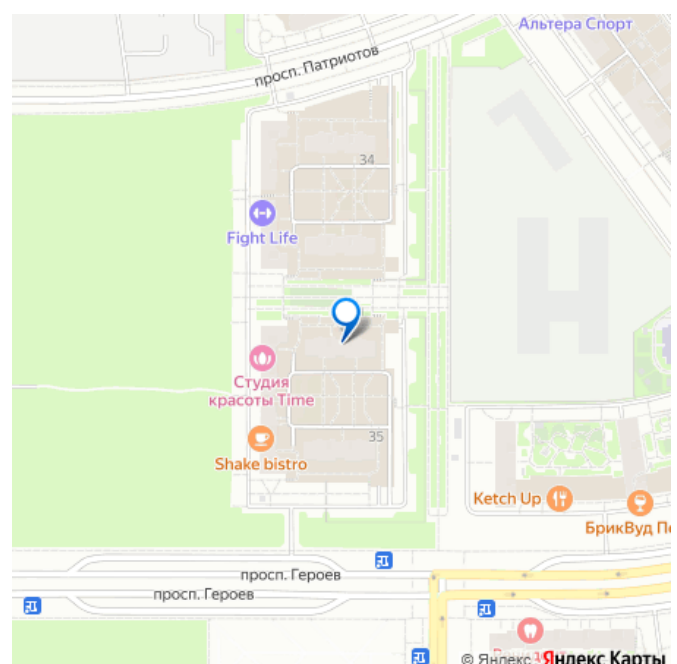 Альтера Спорт
просп. Патриотов
34
Fight Life
Студия
красоты Time
35
Shake bistro
Ketch Up
БрикВуд
просп. Героев
просп. Героев
© Яндекс Яндекс Карты